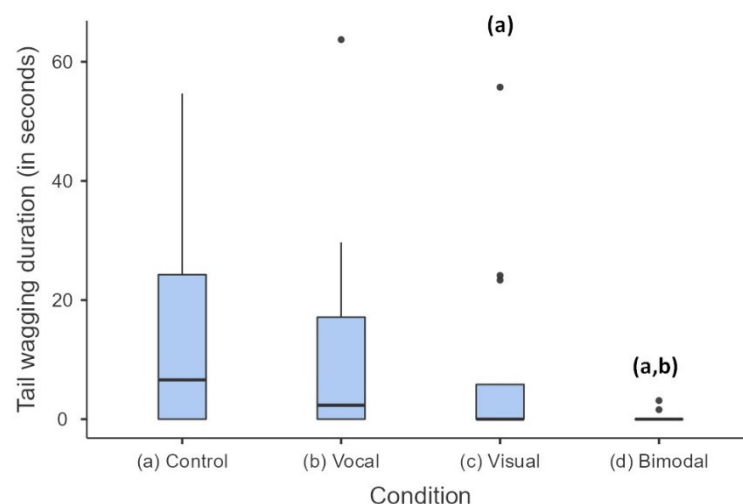 (a)
60
40
20
(a,b)
0
Tail wagging duration (in seconds)
(a) Control (b) Vocal (c) Visual (d) Bimodal
Condition